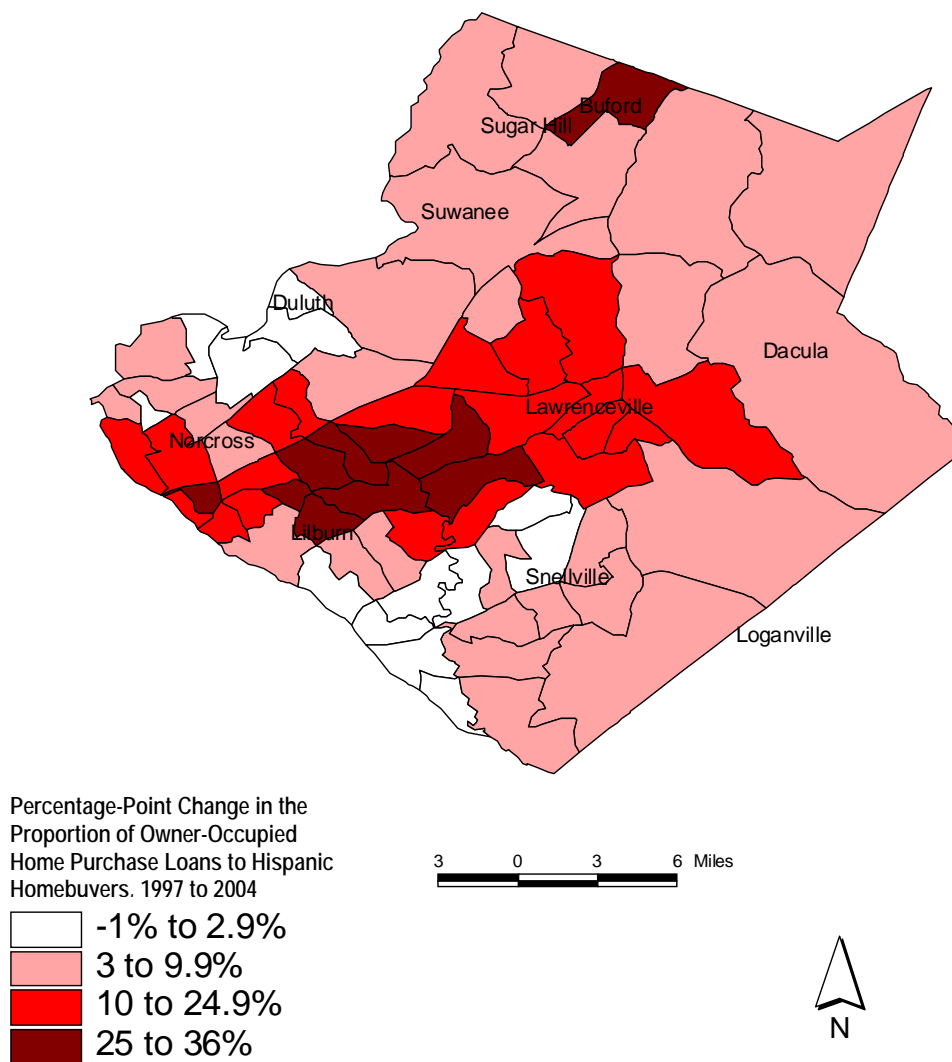 Buford
Sugar Hill
Suwanee
Duluth
Dacula
Lawrenceville
Norcross
Lilburn
Snellville
Loganville
Percentage-Point Change in the
Proportion of Owner-Occupied
Home Purchase Loans to Hispanic
Homebuyers, 1997 to 2004
3 0 3 6 Miles
-1% to 2.9%
3 to 9.9%
10 to 24.9%
25 to 36%
N